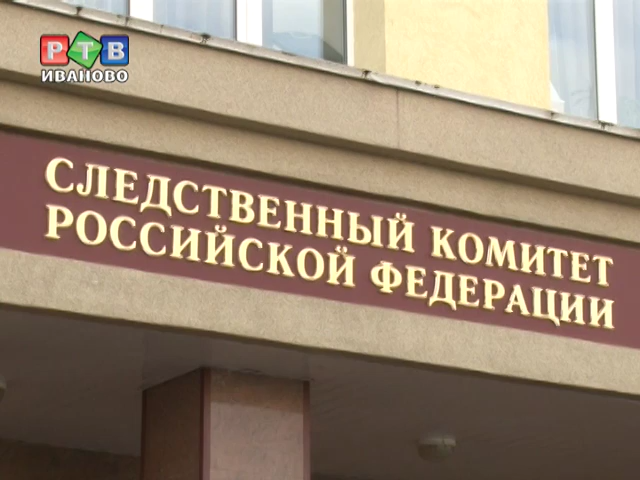 РТВ
ИВАНОВО
СЛЕДСТВЕННЫЙ КОМИТЕТ
РОССИЙСКОЙ ФЕДЕРАЦИИ